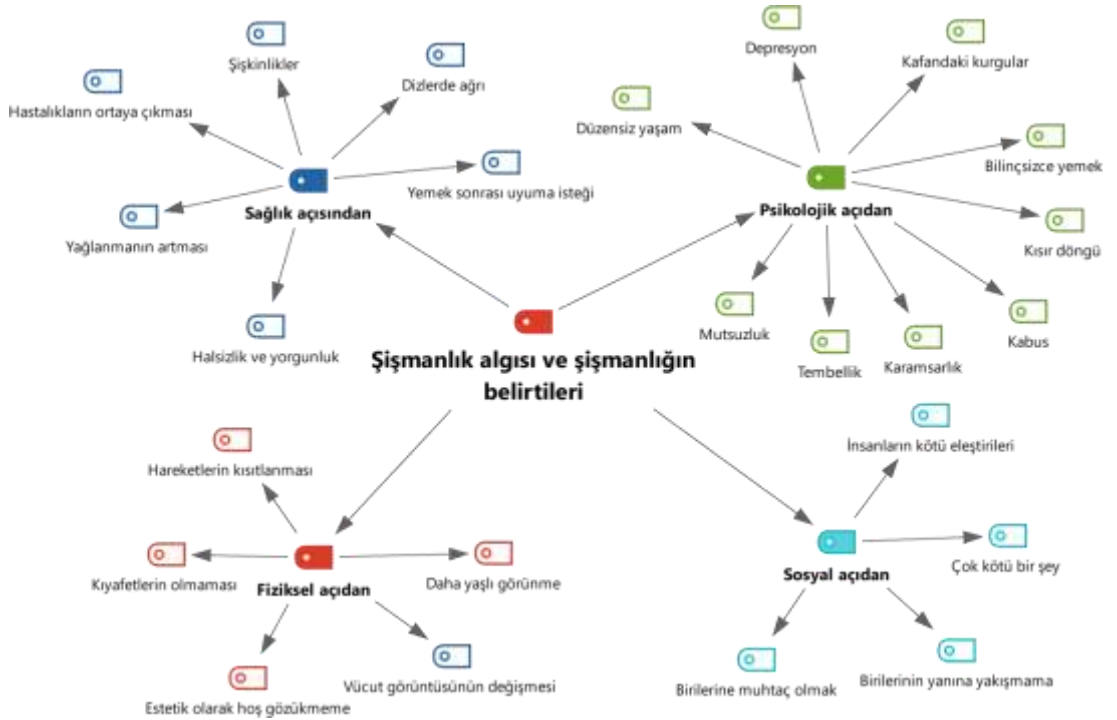 Şişkinlikler
Dizlerde ağrı
Hastalıkların ortaya çıkması
Yemek sonrası uyuma isteği
Sağlık açısından
Yağlanmanın artması
Halsizlik ve yorgunluk
Depresyon
Kafandaki kurgular
Düzensiz yaşam
Bilinçsizce yemek
Psikolojik açıdan
Kısır döngü
Mutsuzluk
Kabus
Tembellik
Karamsarlık
Şişmanlık algısı ve şişmanlığın
belirtileri
Hareketlerin kısıtlanması
Kıyafetlerin olmaması
Fiziksel açıdan
Daha yaşlı görünme
Estetik olarak hoş gözükmeme
Vücut görüntüsünün değişmesi
İnsanların kötü eleştirileri
Sosyal açıdan
Çok kötü bir şey
Birilerine muhtaç olmak
Birilerinin yanına yakışmama